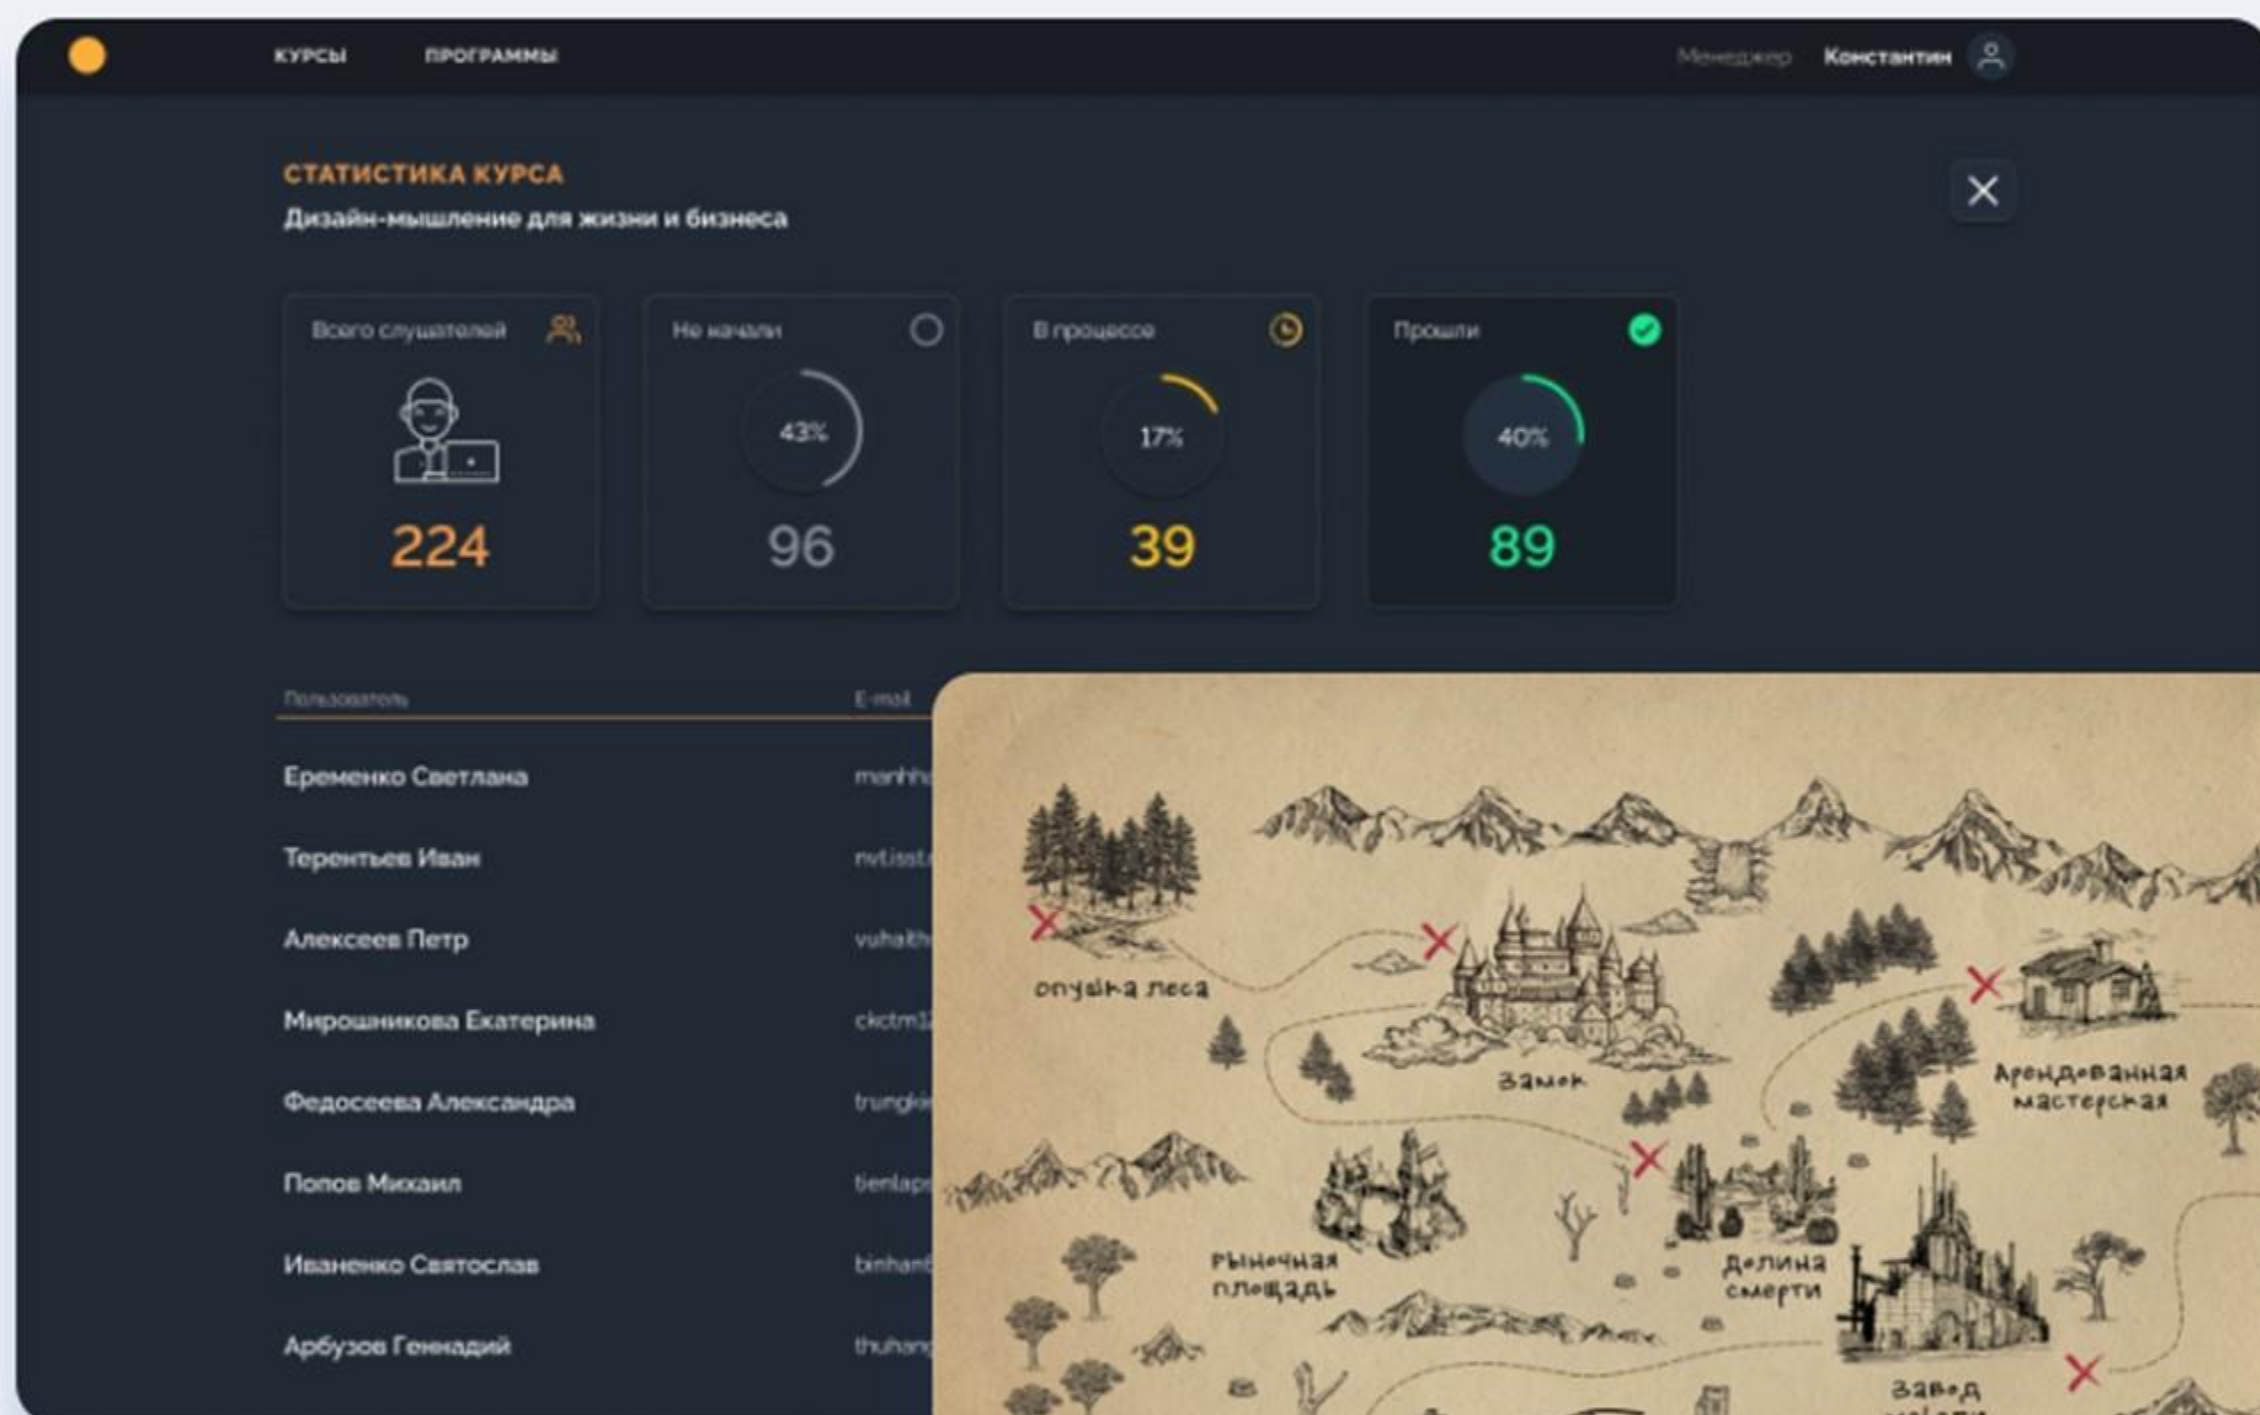 КУРСЫ ПРОГРАММЫ Менеджер Константин
СТАТИСТИКА КУРСА
Дизайн-мышление для жизни и бизнеса
Всего слушателей
224
Не начали
43%
96
В процессе
17%
39
Прошли
40%
89
Пользователь E-mail
Еременко Светлана
Терентьев Иван
Алексеев Петр
Мирошникова Екатерина
Федосеева Александра
Попов Михаил
Иваненко Святослав
Арбузов Геннадий
опушка леса
Замок
Арендованная
мастерская
Рыночная
площадь
Долина
смерти
Завод